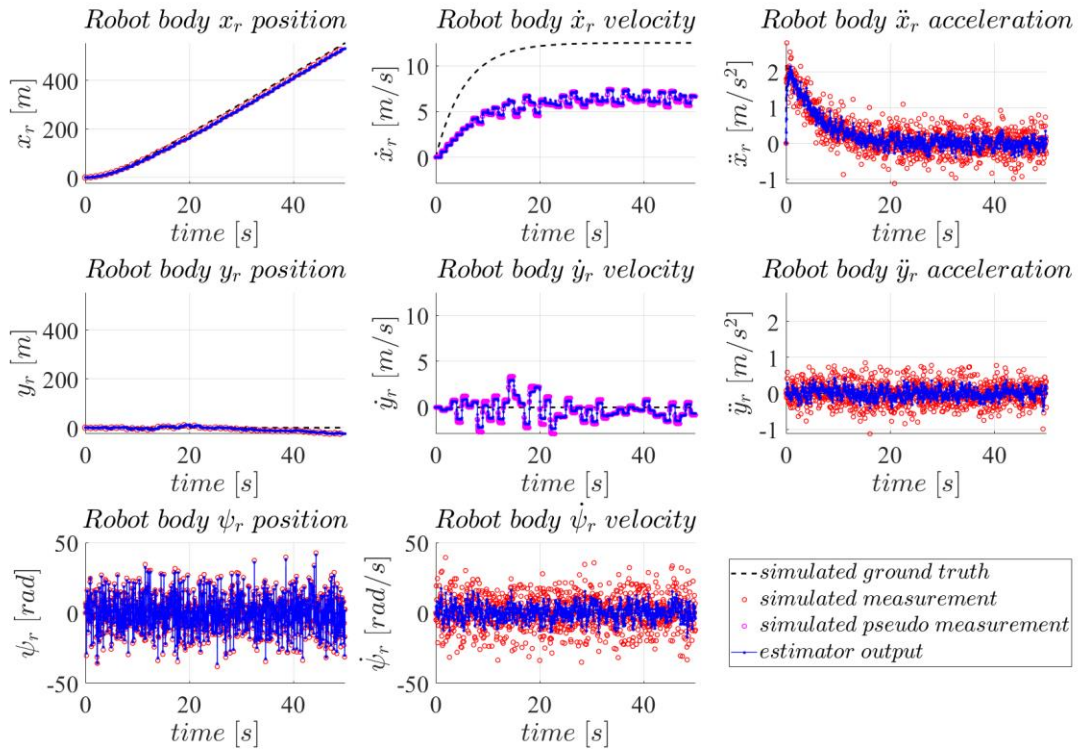 Robot body x_r position
Robot body ẋ_r velocity
Robot body ẍ_r acceleration
x_r [m]
400
200
0
0 20 40
time [s]
ẋ_r [m/s]
10
5
0
0 20 40
time [s]
ẍ_r [m/s²]
2
1
0
-1
0 20 40
time [s]
Robot body y_r position
Robot body ẏ_r velocity
Robot body ÿ_r acceleration
y_r [m]
400
200
0
0 20 40
time [s]
ẏ_r [m/s]
10
5
0
0 20 40
time [s]
ÿ_r [m/s²]
2
1
0
-1
0 20 40
time [s]
Robot body ψ_r position
Robot body ψ̇_r velocity
ψ_r [rad]
50
0
-50
0 20 40
time [s]
ψ̇_r [rad/s]
50
0
-50
0 20 40
time [s]
simulated ground truth
simulated measurement
simulated pseudo measurement
estimator output